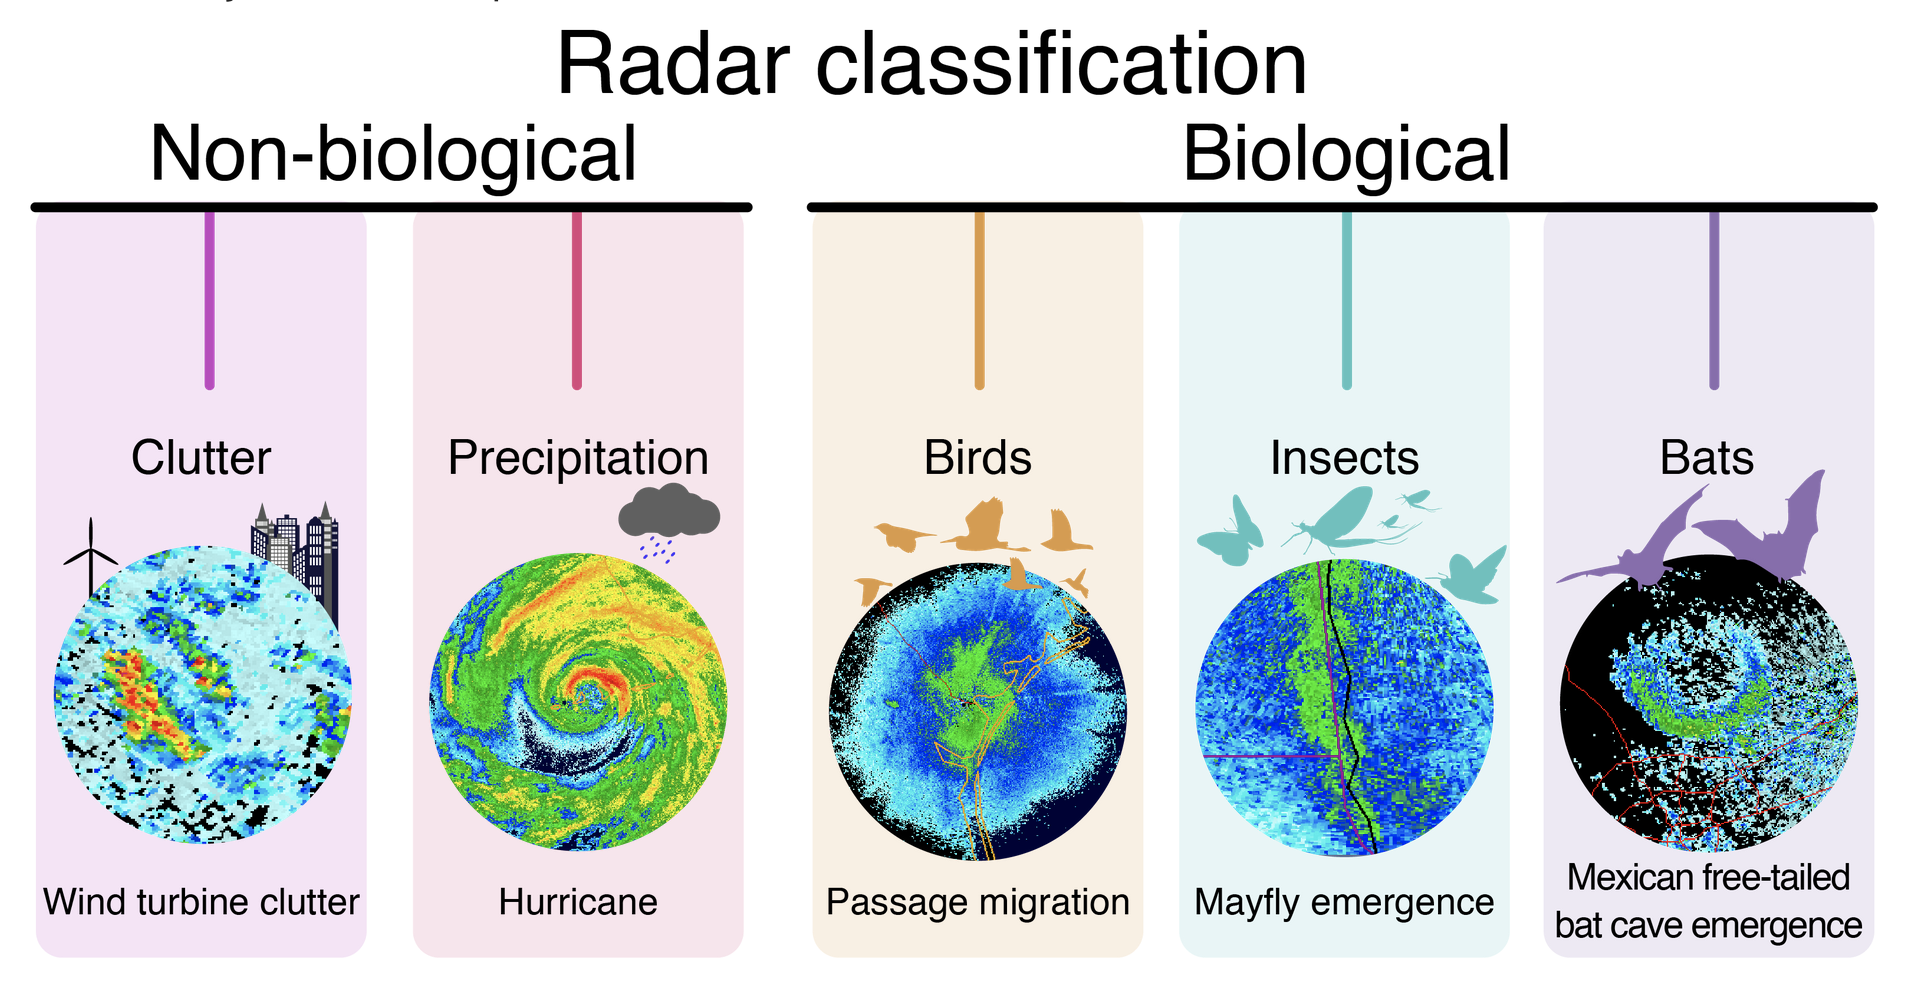 Radar classification
Non-biological
Biological
Clutter
Precipitation
Birds
Insects
Bats
Wind turbine clutter
Hurricane
Passage migration
Mayfly emergence
Mexican free-tailed
bat cave emergence